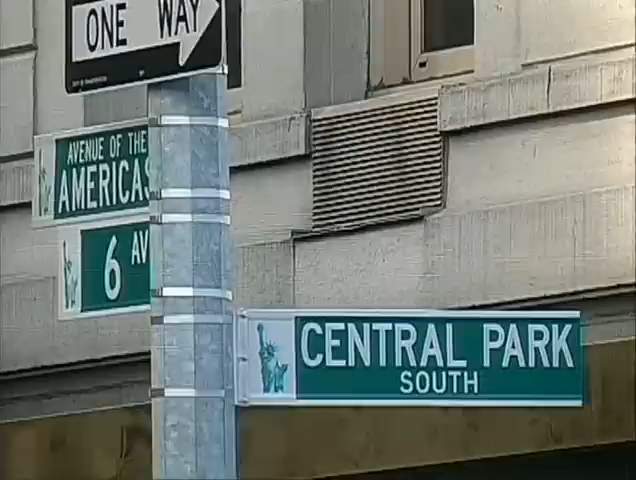 ONE WAY
AVENUE OF THE
AMERICAS
6 AV
CENTRAL PARK
SOUTH